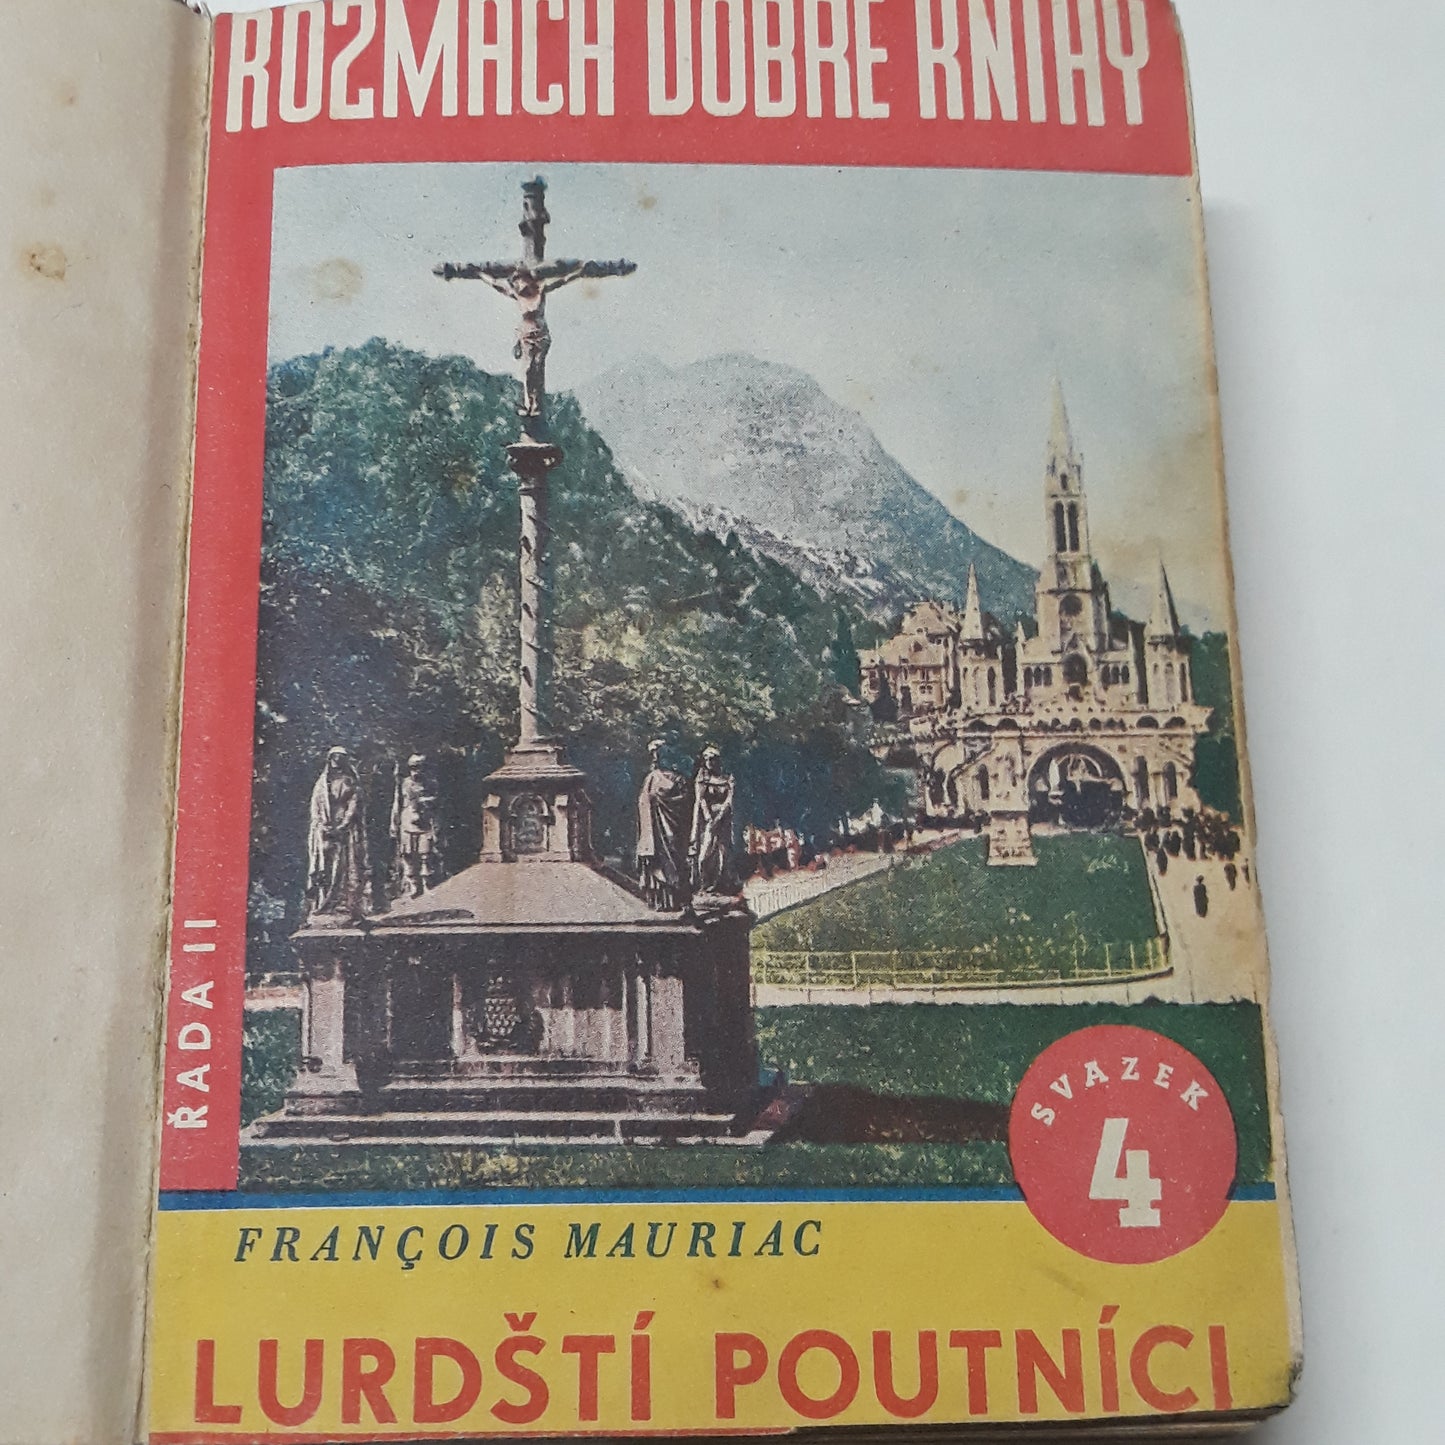 ROZMACH DOBRÉ KNIHY
ŘADA II
SVAZEK
4
FRANÇOIS MAURIAC
LURDŠTÍ POUTNÍCI